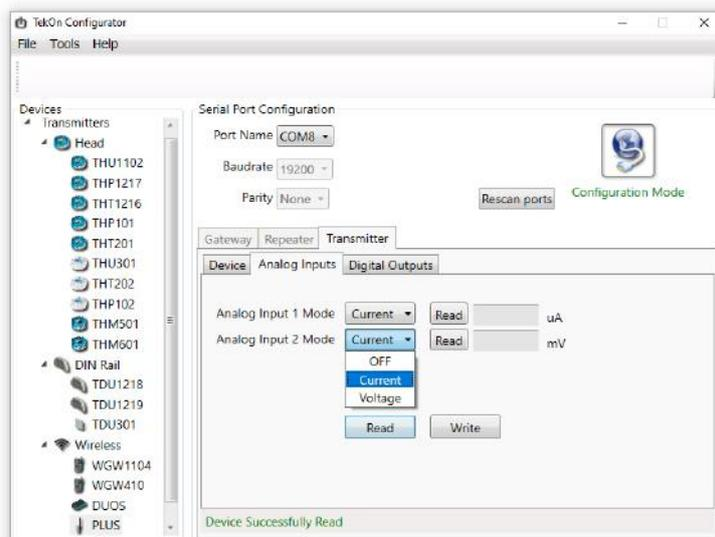 TekOn Configurator
File Tools Help
Devices
Transmitters
Head
THU1102
THP1217
THT1216
THP101
THT201
THU301
THT202
THP102
THM501
THM601
DIN Rail
TDU1218
TDU1219
TDU301
Wireless
WGW1104
WGW410
DUOS
PLUS
Serial Port Configuration
Port Name COM8
Baudrate 19200
Parity None
Rescan ports
Configuration Mode
Gateway Repeater Transmitter
Device Analog Inputs Digital Outputs
Analog Input 1 Mode Current Read uA
Analog Input 2 Mode Current Read mV
OFF
Current
Voltage
Read Write
Device Successfully Read